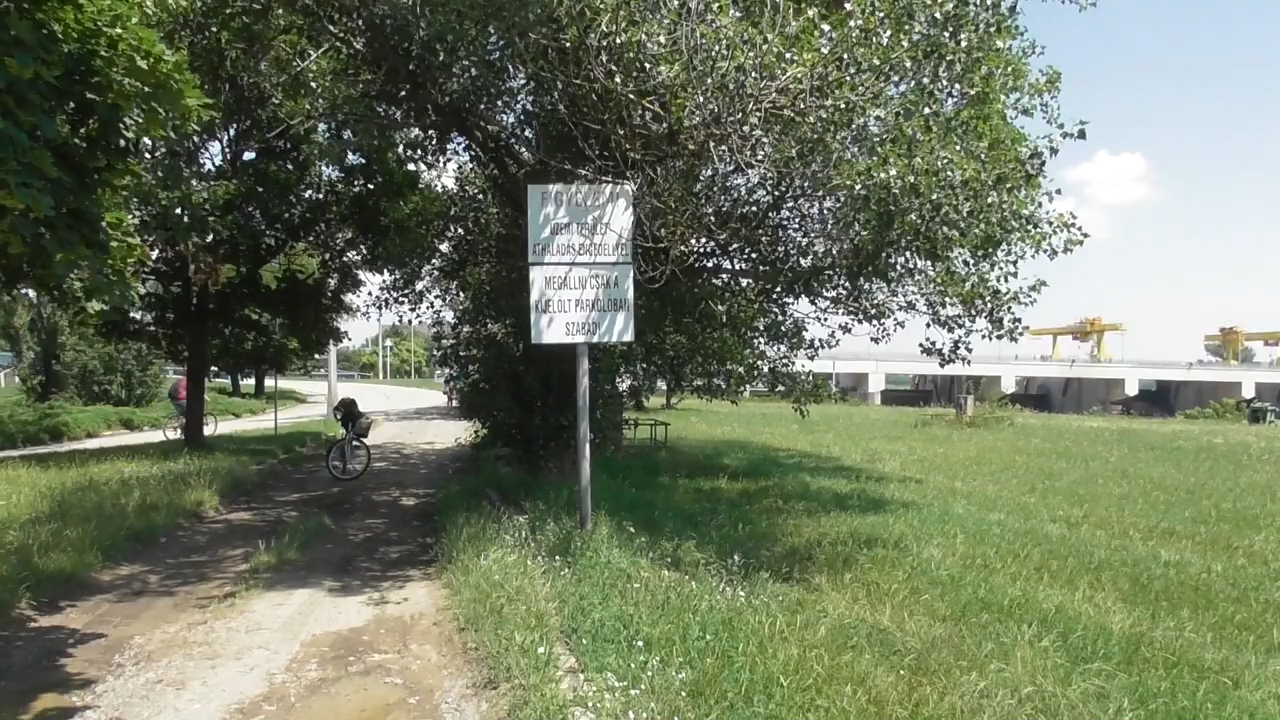 FIGYELEM!
ÜZEMI TERÜLET
ÁTHALADÁS ENGEDÉLLYEL
MEGÁLLNI CSAK A
KIJELÖLT PARKOLÓBAN
SZABAD!